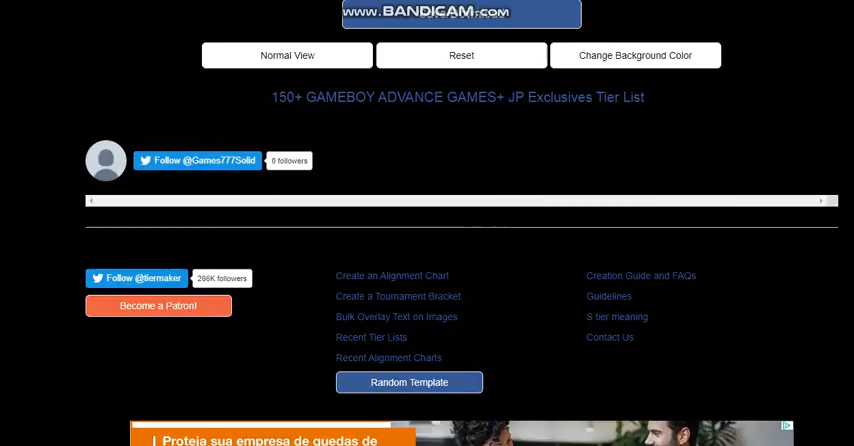 www.BANDICAM.com
Normal View
Reset
Change Background Color
150+ GAMEBOY ADVANCE GAMES+ JP Exclusives Tier List
Follow @Games777Solid
0 followers
Follow @tiermaker
266K followers
Become a Patron!
Create an Alignment Chart
Create a Tournament Bracket
Bulk Overlay Text on Images
Recent Tier Lists
Recent Alignment Charts
Random Template
Creation Guide and FAQs
Guidelines
S tier meaning
Contact Us
Proteja sua empresa de quedas de